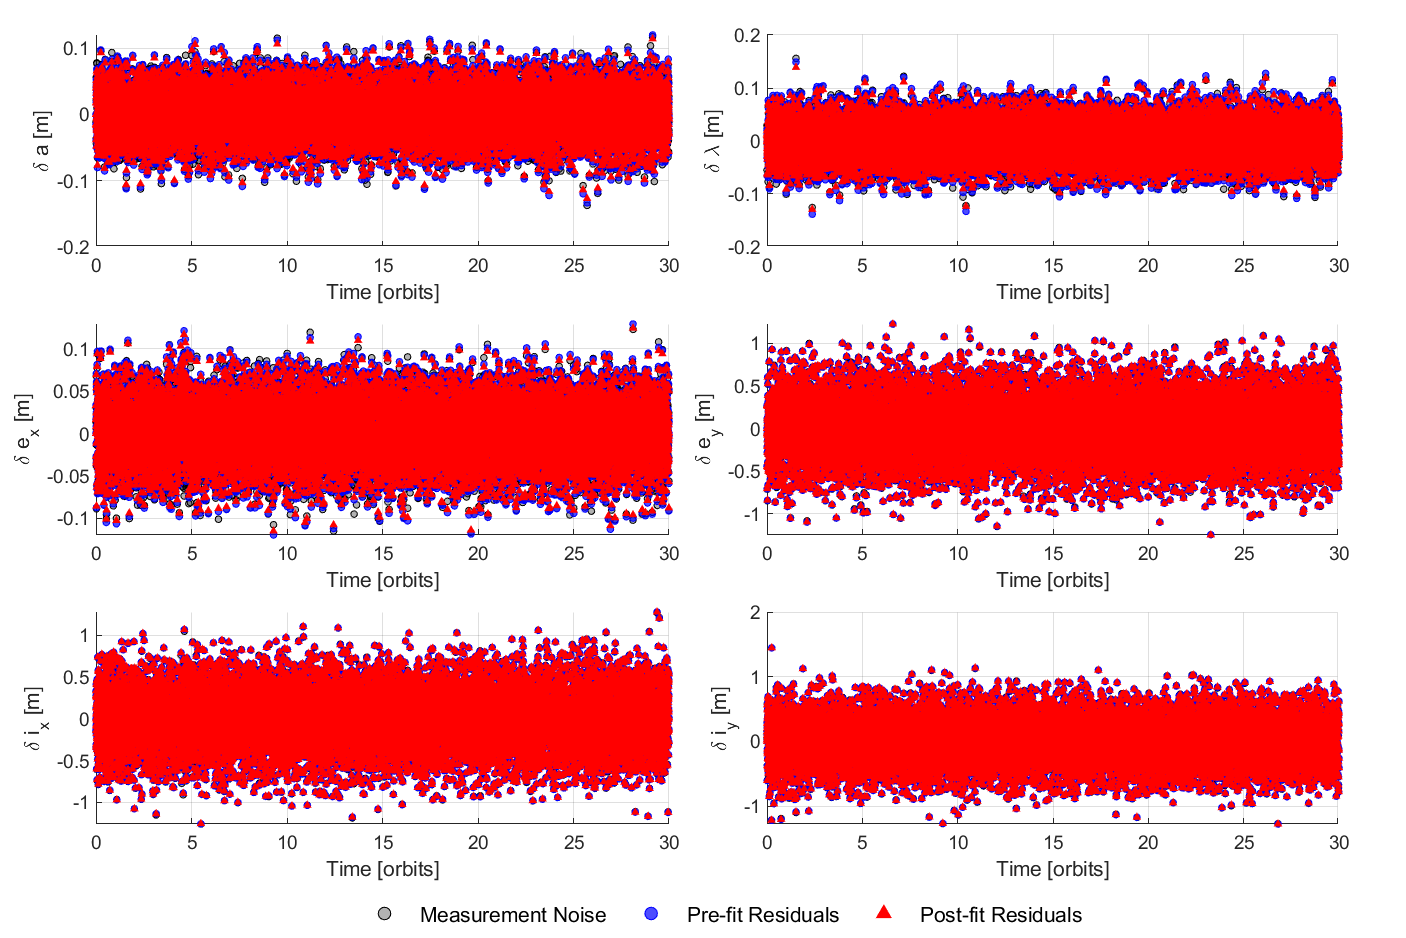 0.1
0
-0.1
-0.2
δ a [m]
0 5 10 15 20 25 30
Time [orbits]
0.2
0.1
0
-0.1
-0.2
δ λ [m]
0 5 10 15 20 25 30
Time [orbits]
0.1
0.05
0
-0.05
-0.1
δ e_x [m]
0 5 10 15 20 25 30
Time [orbits]
1
0.5
0
-0.5
-1
δ e_y [m]
0 5 10 15 20 25 30
Time [orbits]
1
0.5
0
-0.5
-1
δ i_x [m]
0 5 10 15 20 25 30
Time [orbits]
2
1
0
-1
δ i_y [m]
0 5 10 15 20 25 30
Time [orbits]
Measurement Noise Pre-fit Residuals Post-fit Residuals